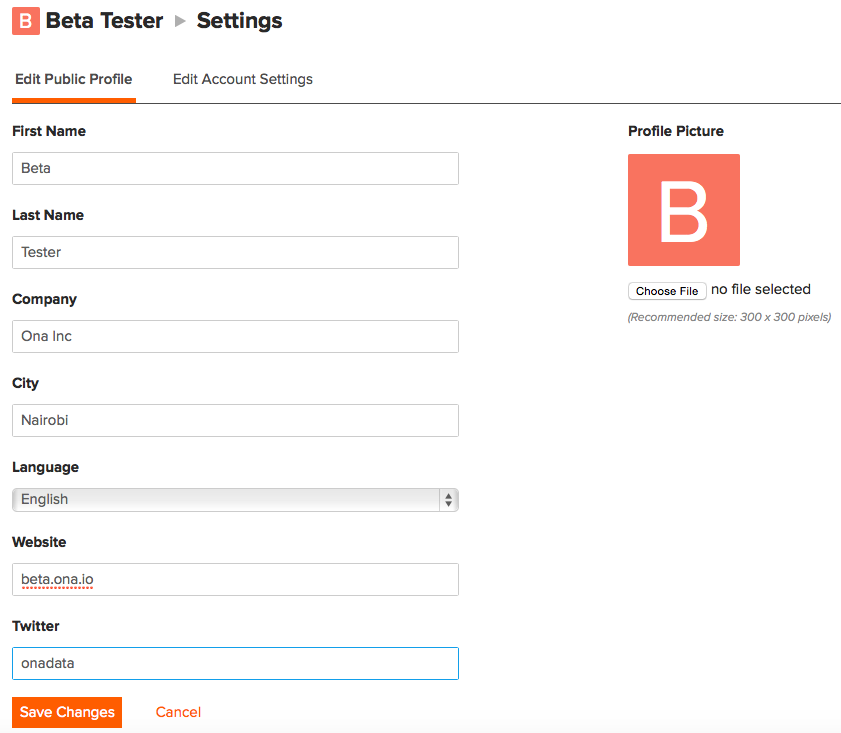 B Beta Tester ▶ Settings
Edit Public Profile Edit Account Settings
First Name
Beta
Last Name
Tester
Company
Ona Inc
City
Nairobi
Language
English
Website
beta.ona.io
Twitter
onadata
Save Changes Cancel
Profile Picture
B
Choose File no file selected
(Recommended size: 300 x 300 pixels)